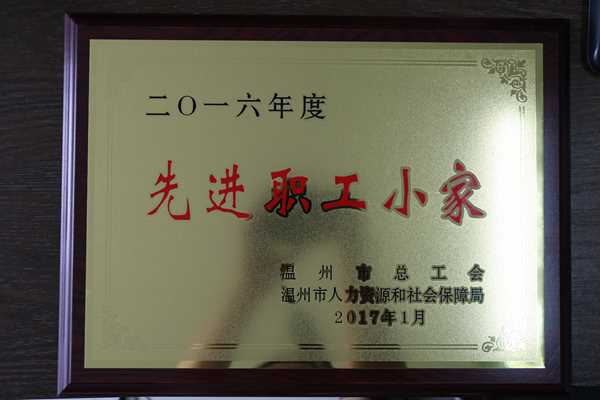 二〇一六年度
先进职工小家
温州市总工会
温州市人力资源和社会保障局
2017年1月